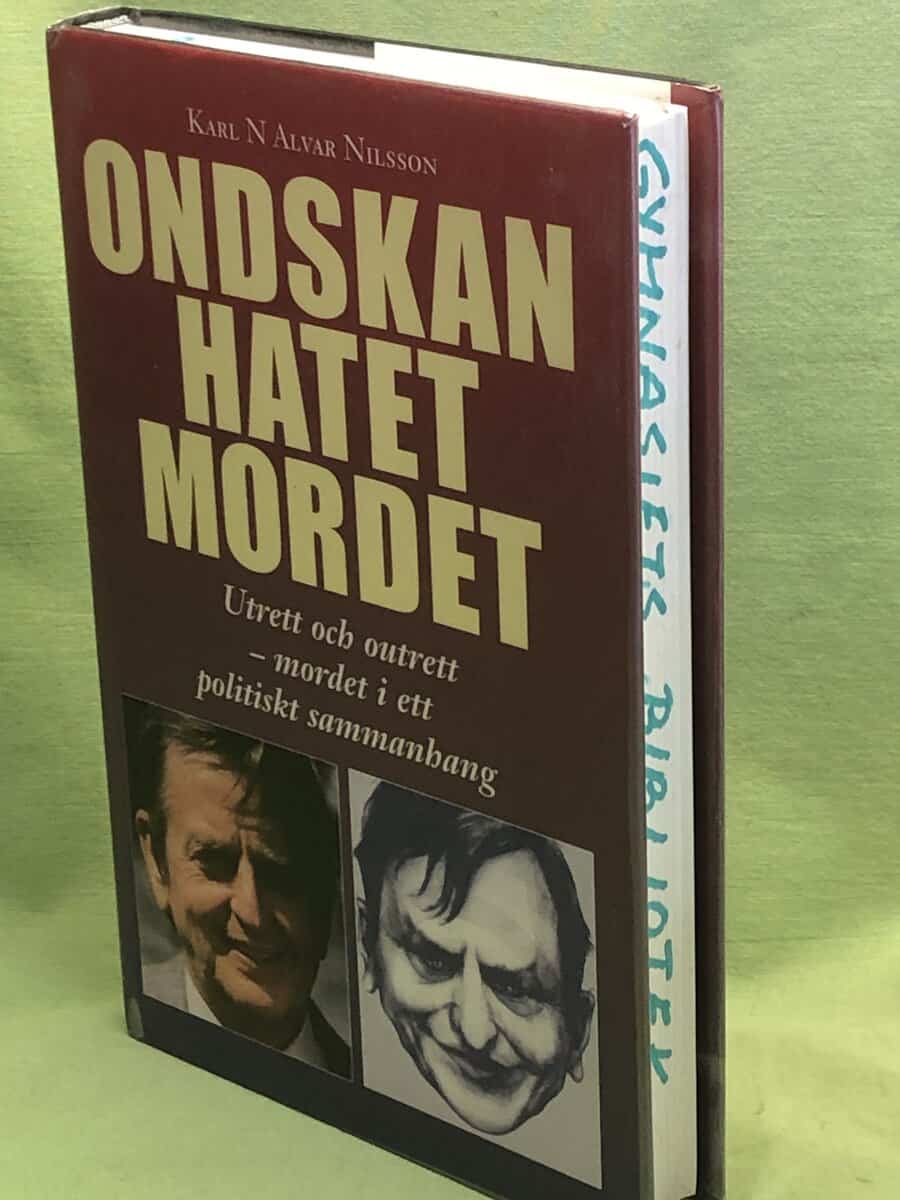 KARL N ALVAR NILSSON
ONDSKAN
HATET
MORDET
Utrett och outrett
– mordet i ett
politiskt sammanhang
GYMNASIETS BIBLIOTEK